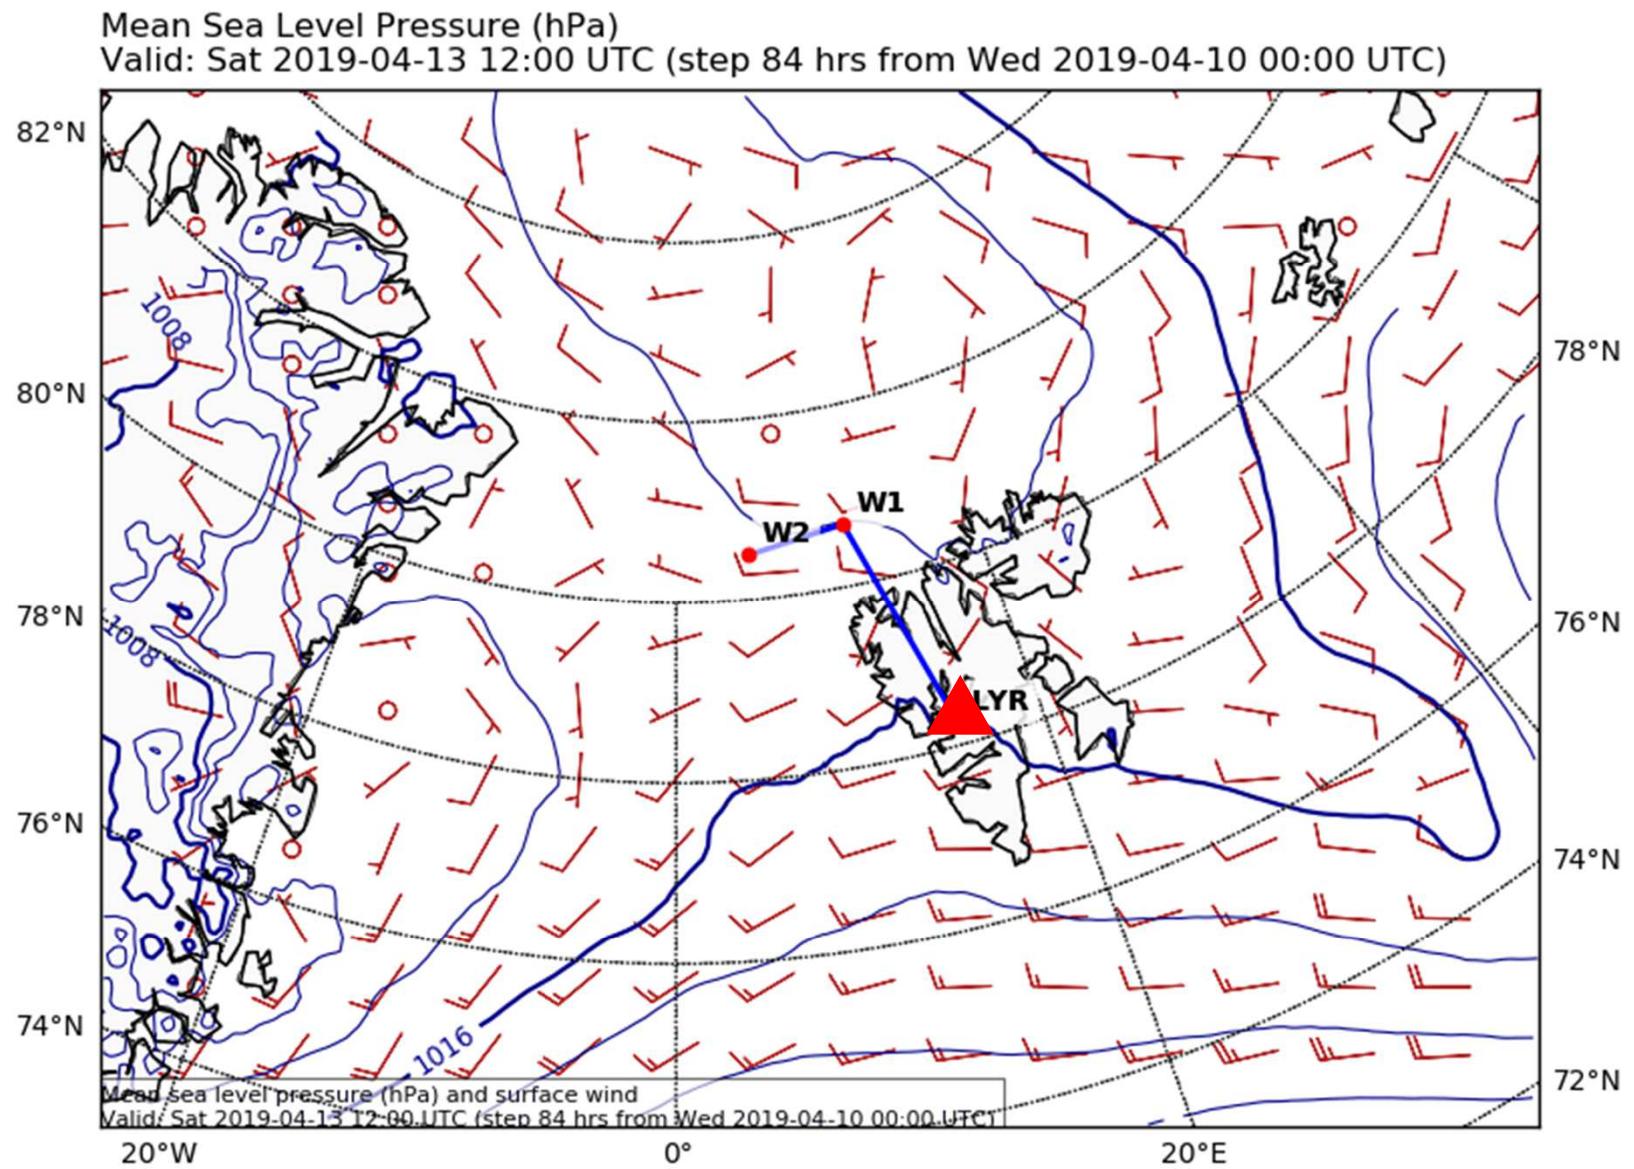 Mean Sea Level Pressure (hPa)
Valid: Sat 2019-04-13 12:00 UTC (step 84 hrs from Wed 2019-04-10 00:00 UTC)
82°N
1008
78°N
80°N
W1
W2
78°N
76°N
1008
LYR
76°N
74°N
74°N
1016
72°N
Mean sea level pressure (hPa) and surface wind
Valid: Sat 2019-04-13 12:00 UTC (step 84 hrs from Wed 2019-04-10 00:00 UTC)
20°W
0°
20°E